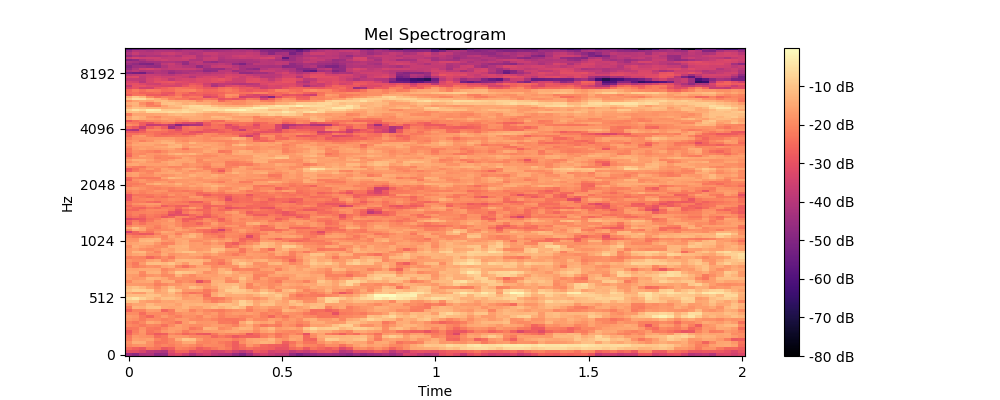 Mel Spectrogram
Hz
8192
4096
2048
1024
512
0
0
0.5
1
1.5
2
Time
-10 dB
-20 dB
-30 dB
-40 dB
-50 dB
-60 dB
-70 dB
-80 dB